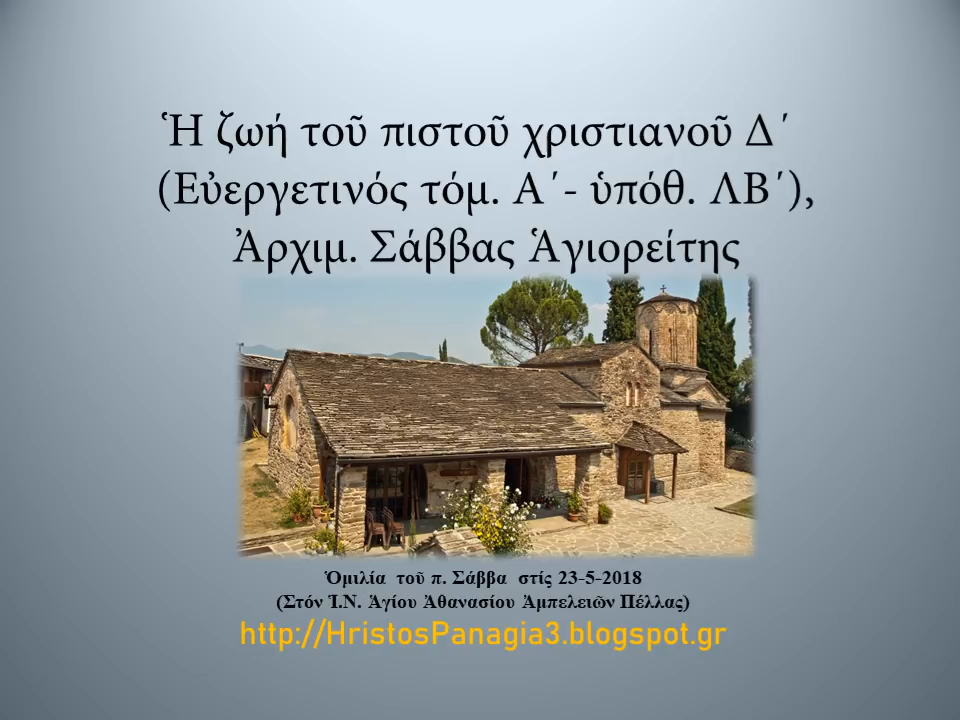 Ἡ ζωή τοῦ πιστοῦ χριστιανοῦ Δ΄
(Εὐεργετινός τόμ. Α΄- ὑπόθ. ΛΒ΄),
Ἀρχιμ. Σάββας Ἁγιορείτης
Ὁμιλία τοῦ π. Σάββα στίς 23-5-2018
(Στόν Ἱ.Ν. Ἁγίου Ἀθανασίου Ἀμπελειῶν Πέλλας)
http://HristosPanagia3.blogspot.gr